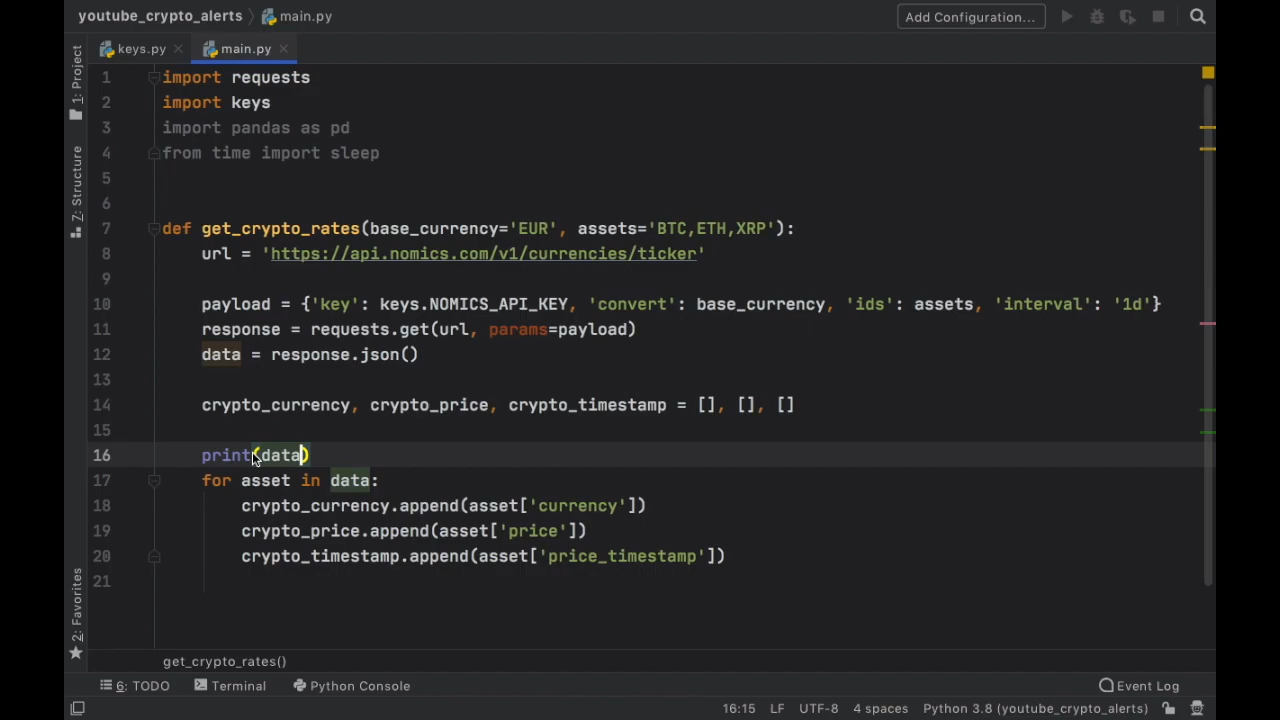 youtube_crypto_alerts main.py Add Configuration...
keys.py main.py
1: Project
7: Structure
2: Favorites
1 import requests
2 import keys
3 import pandas as pd
4 from time import sleep
5
6
7 def get_crypto_rates(base_currency='EUR', assets='BTC,ETH,XRP'):
8 url = 'https://api.nomics.com/v1/currencies/ticker'
9
10 payload = {'key': keys.NOMICS_API_KEY, 'convert': base_currency, 'ids': assets, 'interval': '1d'}
11 response = requests.get(url, params=payload)
12 data = response.json()
13
14 crypto_currency, crypto_price, crypto_timestamp = [], [], []
15
16 print(data)
17 for asset in data:
18 crypto_currency.append(asset['currency'])
19 crypto_price.append(asset['price'])
20 crypto_timestamp.append(asset['price_timestamp'])
21
get_crypto_rates()
6: TODO Terminal Python Console Event Log
16:15 LF UTF-8 4 spaces Python 3.8 (youtube_crypto_alerts)